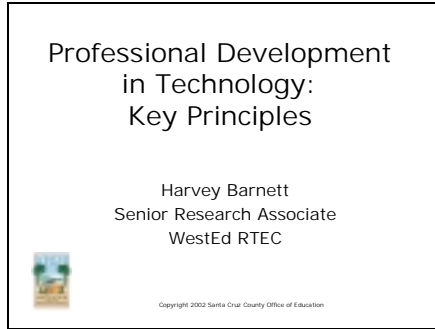 Professional Development
in Technology:
Key Principles
Harvey Barnett
Senior Research Associate
WestEd RTEC
Copyright 2002 Santa Cruz County Office of Education